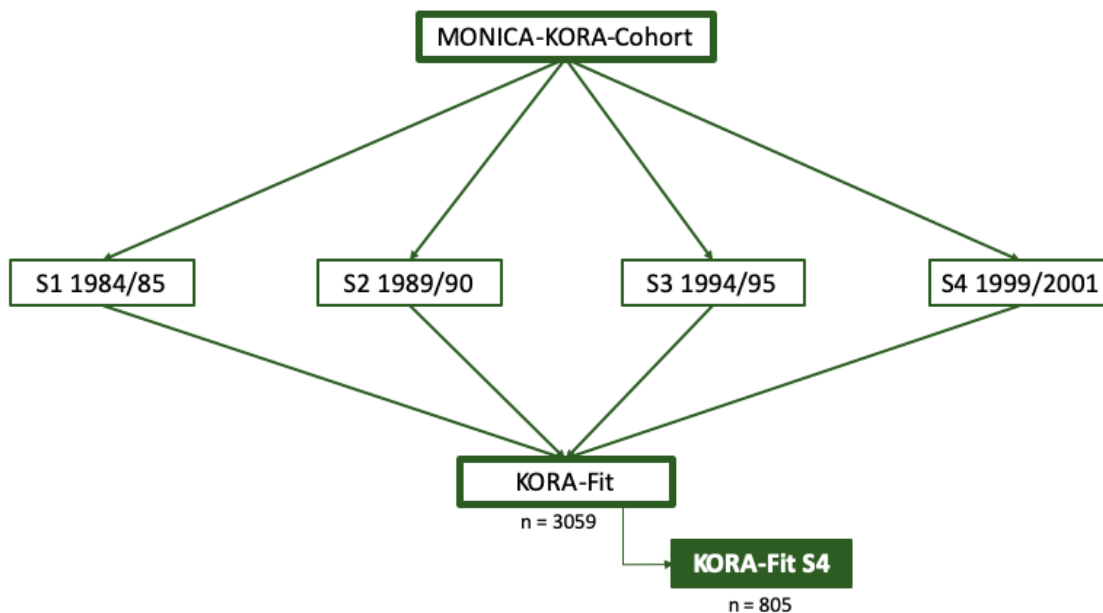 MONICA-KORA-Cohort
S1 1984/85
S2 1989/90
S3 1994/95
S4 1999/2001
KORA-Fit
n = 3059
KORA-Fit S4
n = 805